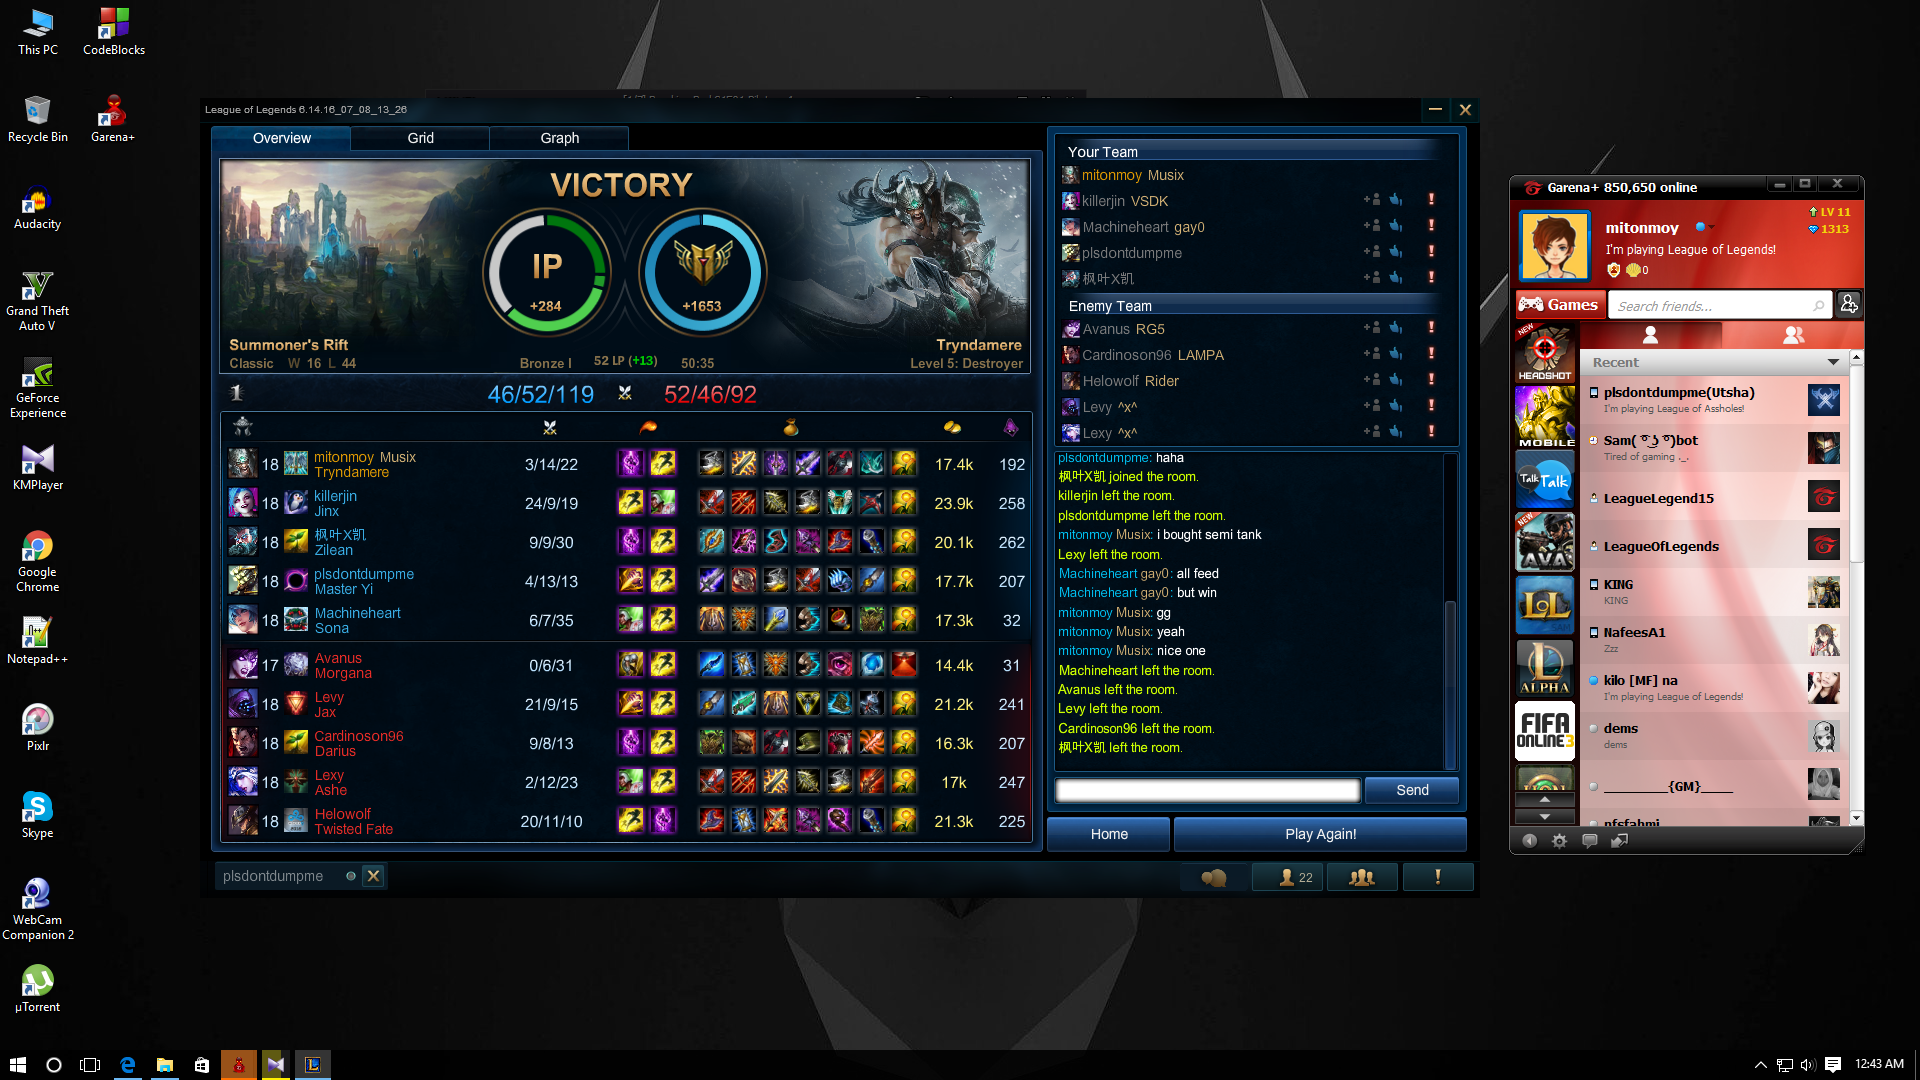 This PC
CodeBlocks
Recycle Bin
Garena+
Audacity
Grand Theft
Auto V
GeForce
Experience
KMPlayer
Google
Chrome
Notepad++
Pixlr
Skype
WebCam
Companion 2
µTorrent
League of Legends 6.14.16_07_08_13_26
Overview
Grid
Graph
VICTORY
IP
+284
+1653
Summoner's Rift
Classic W 16 L 44
Bronze I
52 LP (+13)
50:35
Tryndamere
Level 5: Destroyer
1
46/52/119
52/46/92
18 mitonmoy Musix
Tryndamere
3/14/22
17.4k
192
18 killerjin
Jinx
24/9/19
23.9k
258
18 枫叶X凯
Zilean
9/9/30
20.1k
262
18 plsdontdumpme
Master Yi
4/13/13
17.7k
207
18 Machineheart
Sona
6/7/35
17.3k
32
17 Avanus
Morgana
0/6/31
14.4k
31
18 Levy
Jax
21/9/15
21.2k
241
18 Cardinoson96
Darius
9/8/13
16.3k
207
18 Lexy
Ashe
2/12/23
17k
247
18 Helowolf
Twisted Fate
20/11/10
21.3k
225
Your Team
mitonmoy Musix
killerjin VSDK
Machineheart gay0
plsdontdumpme
枫叶X凯
Enemy Team
Avanus RG5
Cardinoson96 LAMPA
Helowolf Rider
Levy ^x^
Lexy ^x^
plsdontdumpme: haha
枫叶X凯 joined the room.
killerjin left the room.
plsdontdumpme left the room.
mitonmoy Musix: i bought semi tank
Lexy left the room.
Machineheart gay0: all feed
Machineheart gay0: but win
mitonmoy Musix: gg
mitonmoy Musix: yeah
mitonmoy Musix: nice one
Machineheart left the room.
Avanus left the room.
Levy left the room.
Cardinoson96 left the room.
枫叶X凯 left the room.
Send
Home
Play Again!
plsdontdumpme
22
Garena+ 850,650 online
mitonmoy
LV 11
1313
I'm playing League of Legends!
0
Games
Search friends...
Recent
NEW
HEADSHOT
MOBILE
Talk Talk
NEW
AVA
LoL
ALPHA
FIFA
ONLINE3
plsdontdumpme(Utsha)
I'm playing League of Assholes!
Sam( ͡° ͜ʖ ͡°)bot
Tired of gaming ._.
LeagueLegend15
LeagueOfLegends
KING
KING
NafeesA1
Zzz
kilo [MF] na
I'm playing League of Legends!
dems
dems
__________{GM}_____
nfsfahmi
12:43 AM